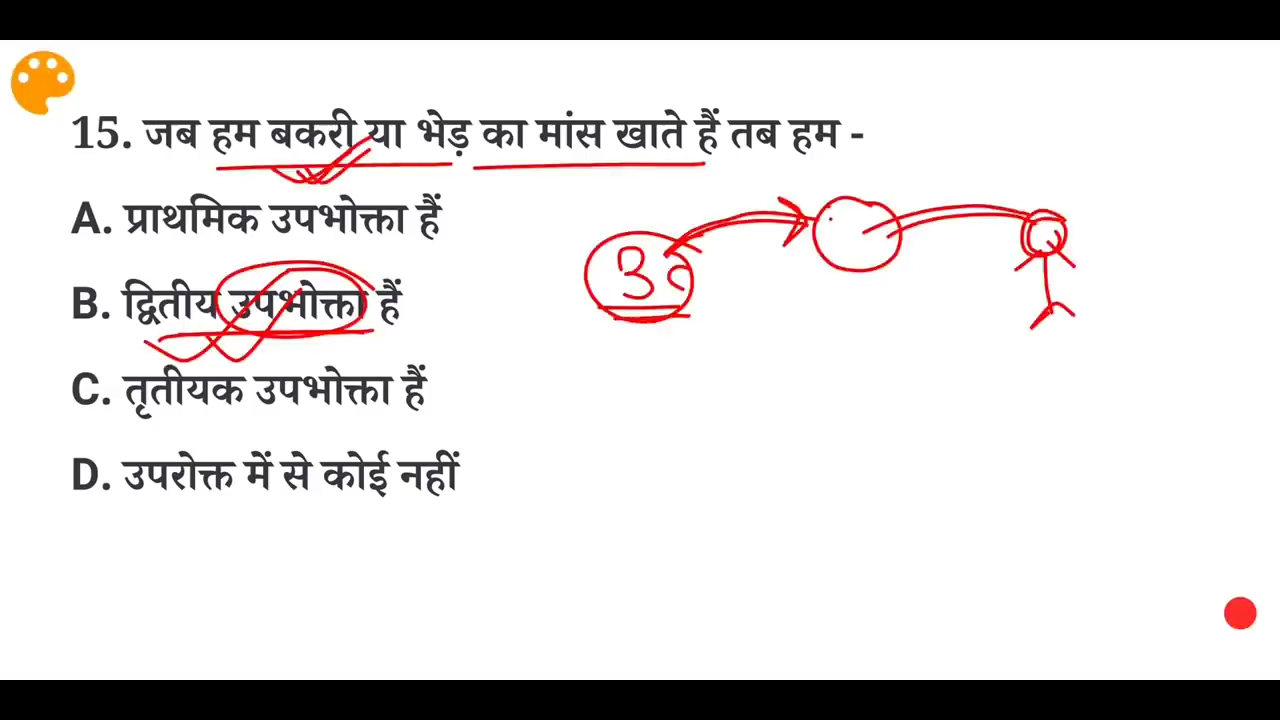 15. जब हम बकरी या भेड़ का मांस खाते हैं तब हम -
A. प्राथमिक उपभोक्ता हैं
B. द्वितीय उपभोक्ता हैं
C. तृतीयक उपभोक्ता हैं
D. उपरोक्त में से कोई नहीं